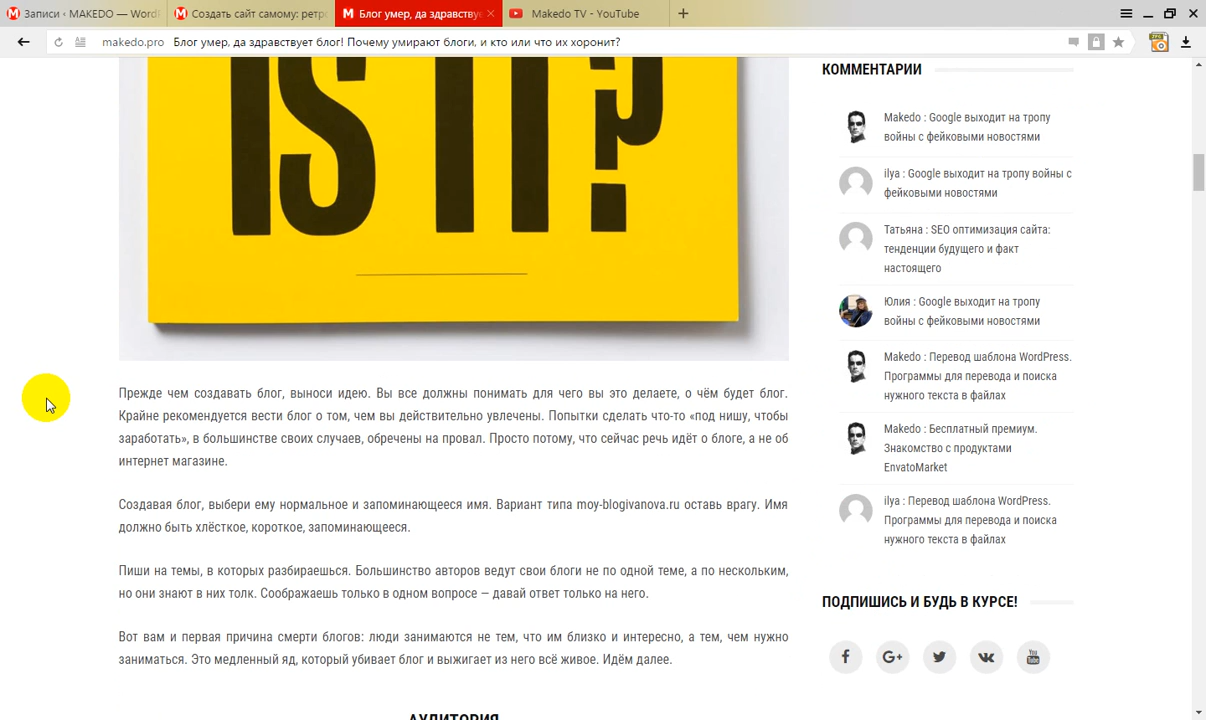 Записи ‹ MAKEDO — WordP
Создать сайт самому: ретро
Блог умер, да здравствуе
Makedo TV - YouTube
makedo.pro Блог умер, да здравствует блог! Почему умирают блоги, и кто или что их хоронит?
IS IT?
Прежде чем создавать блог, выноси идею. Вы все должны понимать для чего вы это делаете, о чём будет блог.
Крайне рекомендуется вести блог о том, чем вы действительно увлечены. Попытки сделать что-то «под нишу, чтобы
заработать», в большинстве своих случаев, обречены на провал. Просто потому, что сейчас речь идёт о блоге, а не об
интернет магазине.
Создавая блог, выбери ему нормальное и запоминающееся имя. Вариант типа moy-blogivanova.ru оставь врагу. Имя
должно быть хлёсткое, короткое, запоминающееся.
Пиши на темы, в которых разбираешься. Большинство авторов ведут свои блоги не по одной теме, а по нескольким,
но они знают в них толк. Соображаешь только в одном вопросе — давай ответ только на него.
Вот вам и первая причина смерти блогов: люди занимаются не тем, что им близко и интересно, а тем, чем нужно
заниматься. Это медленный яд, который убивает блог и выжигает из него всё живое. Идём далее.
АУДИТОРИЯ
КОММЕНТАРИИ
Makedo : Google выходит на тропу
войны с фейковыми новостями
ilya : Google выходит на тропу войны с
фейковыми новостями
Татьяна : SEO оптимизация сайта:
тенденции будущего и факт
настоящего
Юлия : Google выходит на тропу
войны с фейковыми новостями
Makedo : Перевод шаблона WordPress.
Программы для перевода и поиска
нужного текста в файлах
Makedo : Бесплатный премиум.
Знакомство с продуктами
EnvatoMarket
ilya : Перевод шаблона WordPress.
Программы для перевода и поиска
нужного текста в файлах
ПОДПИШИСЬ И БУДЬ В КУРСЕ!